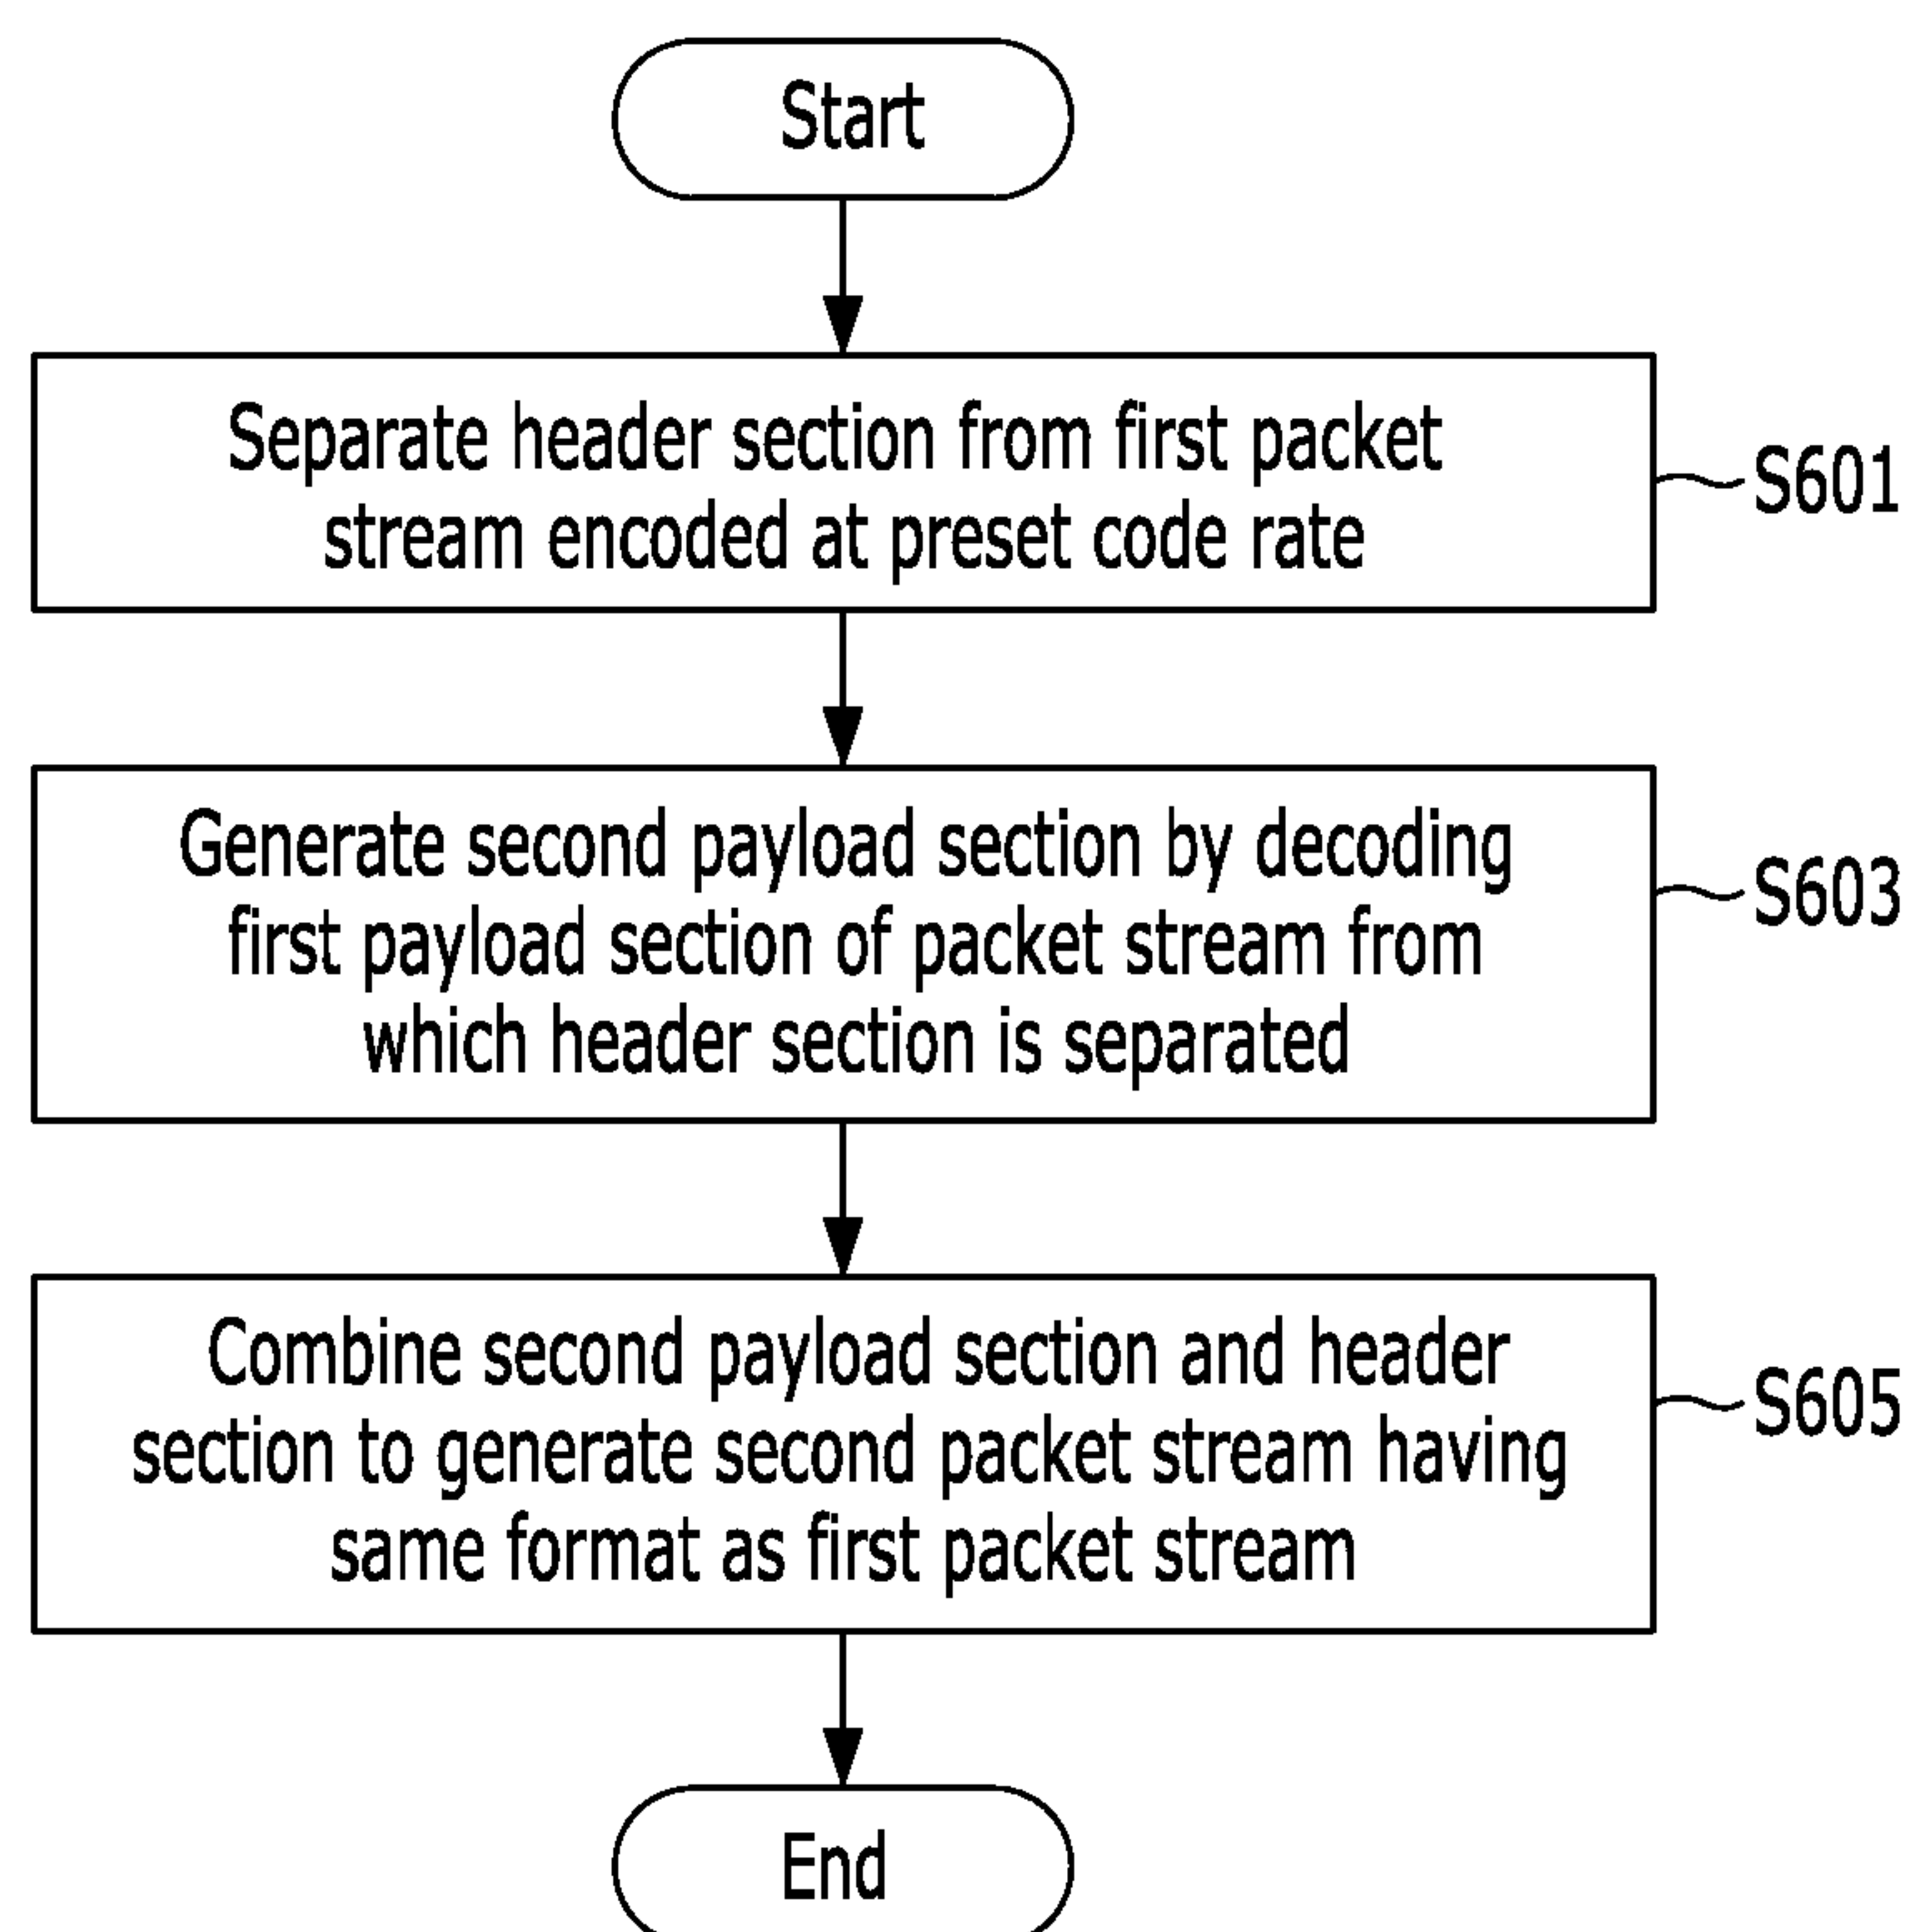 Start
Separate header section from first packet
stream encoded at preset code rate
S601
Generate second payload section by decoding
first payload section of packet stream from
which header section is separated
S603
Combine second payload section and header
section to generate second packet stream having
same format as first packet stream
S605
End